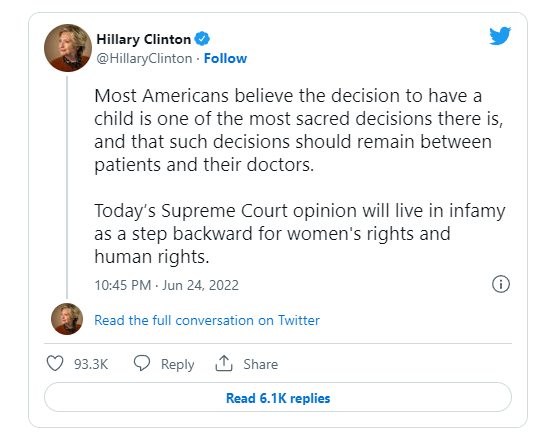 Hillary Clinton
@HillaryClinton · Follow
Most Americans believe the decision to have a
child is one of the most sacred decisions there is,
and that such decisions should remain between
patients and their doctors.
Today’s Supreme Court opinion will live in infamy
as a step backward for women's rights and
human rights.
10:45 PM · Jun 24, 2022
Read the full conversation on Twitter
93.3K Reply Share
Read 6.1K replies